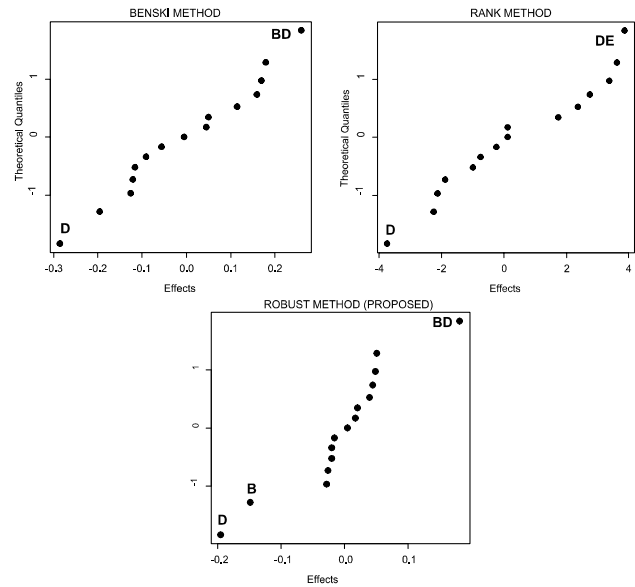 BENSKI METHOD
BD
D
Theoretical Quantiles
1
0
-1
-0.3 -0.2 -0.1 0.0 0.1 0.2
Effects
RANK METHOD
DE
D
Theoretical Quantiles
1
0
-1
-4 -2 0 2 4
Effects
ROBUST METHOD (PROPOSED)
BD
B
D
1
0
-1
-0.2 -0.1 0.0 0.1
Effects